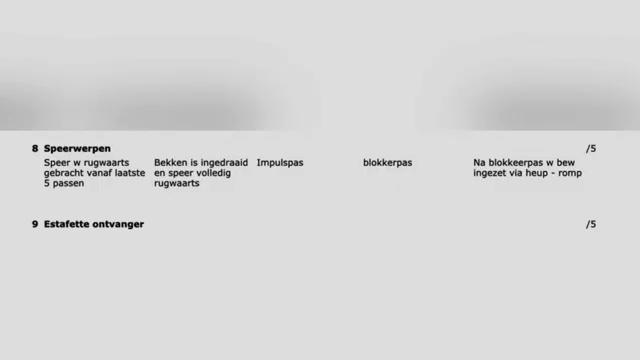 8 Speerwerpen /5
Speer w rugwaarts Bekken is ingedraaid Impulspas blokkerpas Na blokkeerpas w bew
gebracht vanaf laatste en speer volledig ingezet via heup - romp
5 passen rugwaarts
9 Estafette ontvanger /5